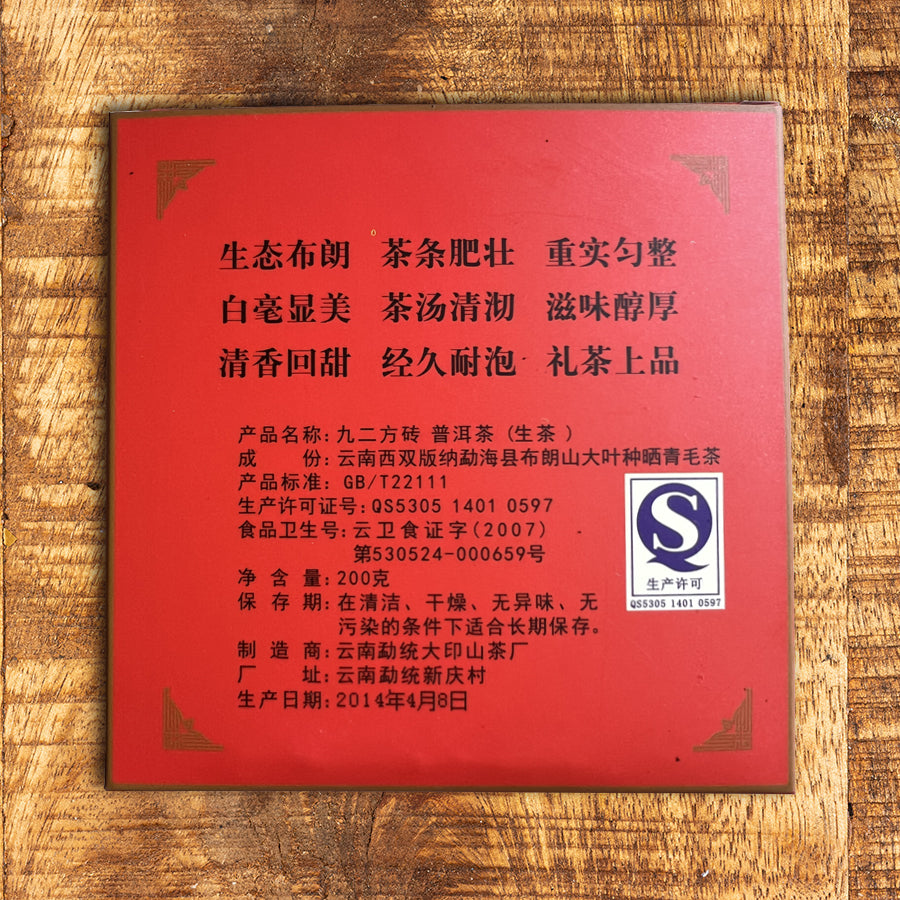 生态布朗 茶条肥壮 重实匀整
白毫显美 茶汤清沏 滋味醇厚
清香回甜 经久耐泡 礼茶上品
产品名称: 九二方砖 普洱茶 (生茶 )
成 份: 云南西双版纳勐海县布朗山大叶种晒青毛茶
产品标准: GB/T22111
生产许可证号: QS5305 1401 0597
食品卫生号: 云卫食证字(2007)
第530524-000659号
净 含 量: 200克
保 存 期: 在清洁、干燥、无异味、无
污染的条件下适合长期保存。
制 造 商: 云南勐统大印山茶厂
厂 址: 云南勐统新庆村
生产日期: 2014年4月8日
S
生产许可
QS5305 1401 0597